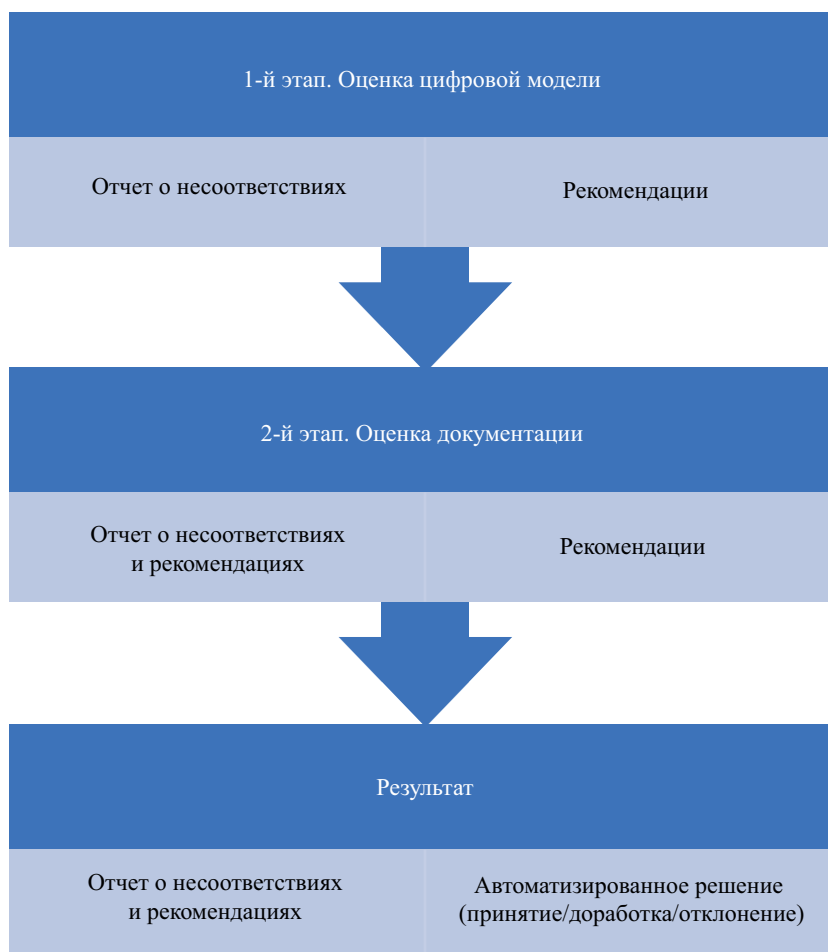 1-й этап. Оценка цифровой модели
Отчет о несоответствиях
Рекомендации
2-й этап. Оценка документации
Отчет о несоответствиях
и рекомендациях
Рекомендации
Результат
Отчет о несоответствиях
и рекомендациях
Автоматизированное решение
(принятие/доработка/отклонение)